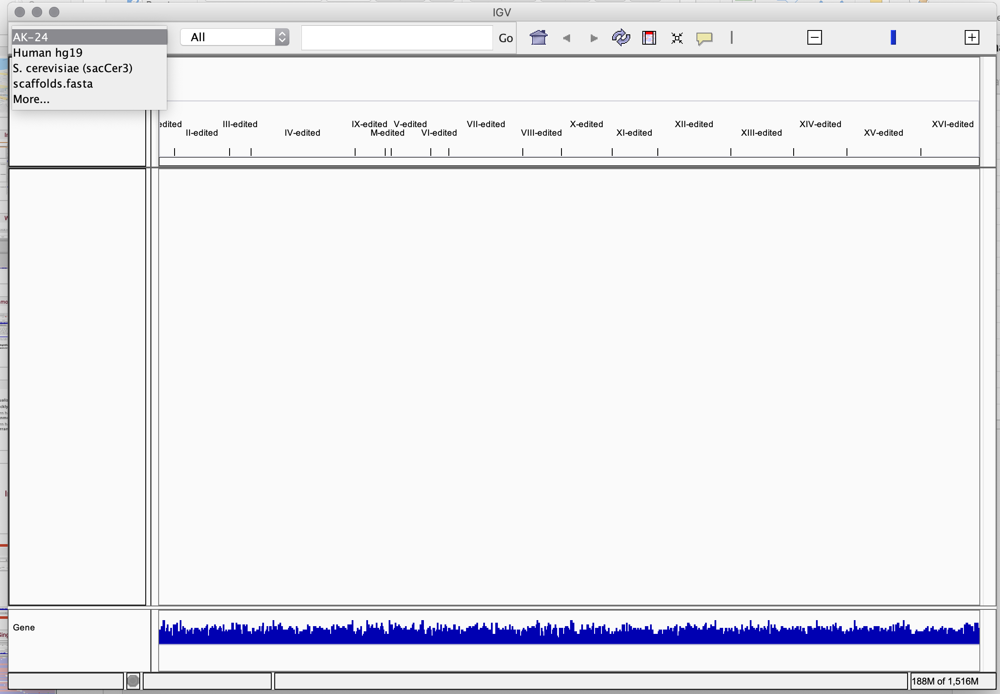 IGV
AK-24
All
Go
Human hg19
S. cerevisiae (sacCer3)
scaffolds.fasta
More...
III-edited IX-edited V-edited VII-edited X-edited XII-edited XIV-edited XVI-edited
II-edited IV-edited M-edited VI-edited VIII-edited XI-edited XIII-edited XV-edited
Gene
188M of 1,516M